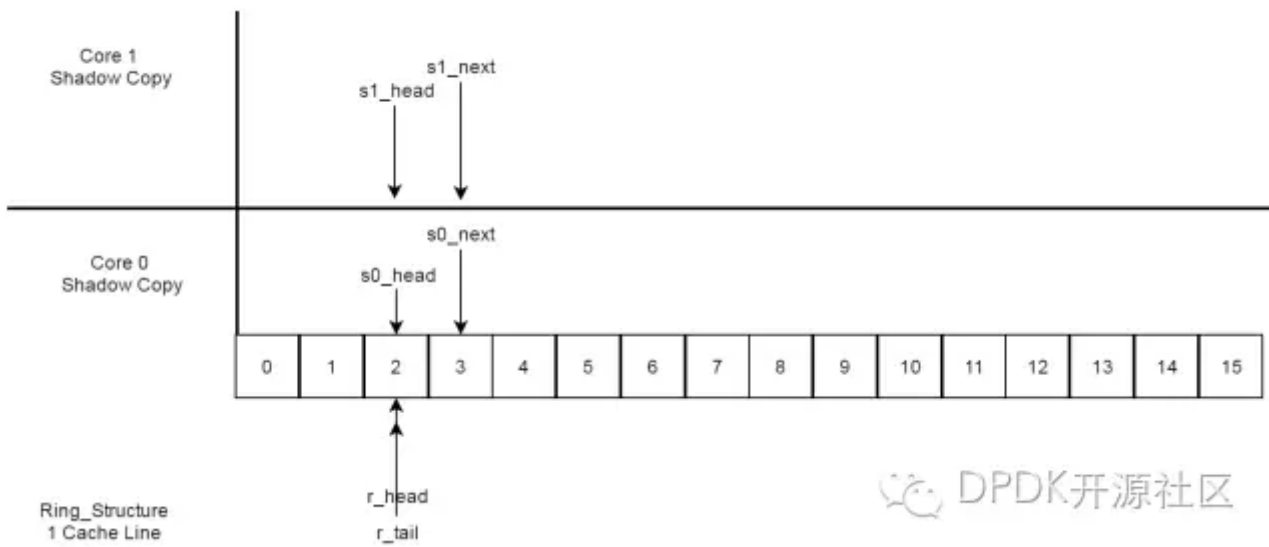 Core 1
Shadow Copy
s1_next
s1_head
Core 0
Shadow Copy
s0_next
s0_head
0 1 2 3 4 5 6 7 8 9 10 11 12 13 14 15
Ring_Structure
1 Cache Line
r_head
r_tail
DPDK开源社区